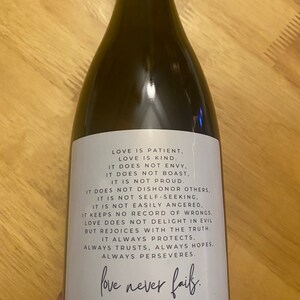 LOVE IS PATIENT,
LOVE IS KIND.
IT DOES NOT ENVY,
IT DOES NOT BOAST,
IT IS NOT PROUD.
IT DOES NOT DISHONOR OTHERS,
IT IS NOT SELF-SEEKING,
IT IS NOT EASILY ANGERED,
IT KEEPS NO RECORD OF WRONGS.
LOVE DOES NOT DELIGHT IN EVIL
BUT REJOICES WITH THE TRUTH.
IT ALWAYS PROTECTS,
ALWAYS TRUSTS, ALWAYS HOPES,
ALWAYS PERSEVERES.
love never fails.